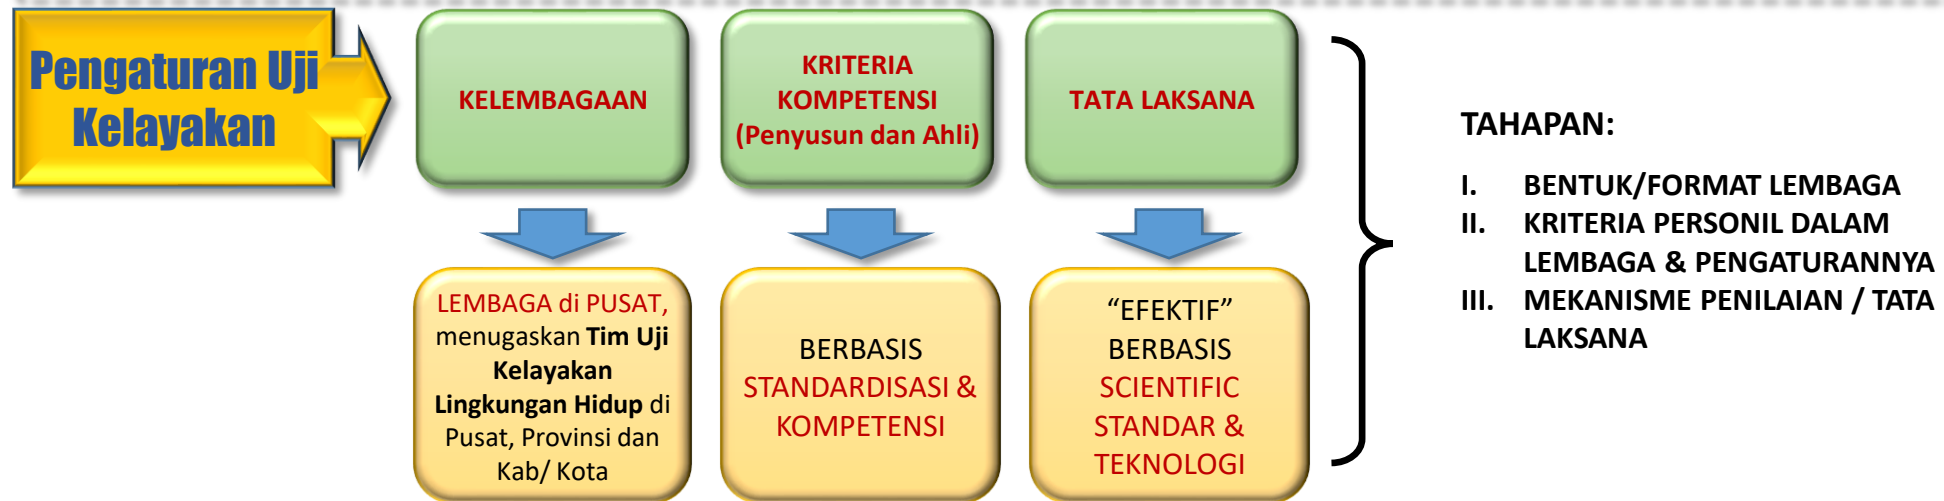 Pengaturan Uji
Kelayakan
KELEMBAGAAN
KRITERIA
KOMPETENSI
(Penyusun dan Ahli)
TATA LAKSANA
LEMBAGA di PUSAT,
menugaskan Tim Uji
Kelayakan
Lingkungan Hidup di
Pusat, Provinsi dan
Kab/ Kota
BERBASIS
STANDARDISASI &
KOMPETENSI
“EFEKTIF”
BERBASIS
SCIENTIFIC
STANDAR &
TEKNOLOGI
TAHAPAN:
I. BENTUK/FORMAT LEMBAGA
II. KRITERIA PERSONIL DALAM
LEMBAGA & PENGATURANNYA
III. MEKANISME PENILAIAN / TATA
LAKSANA